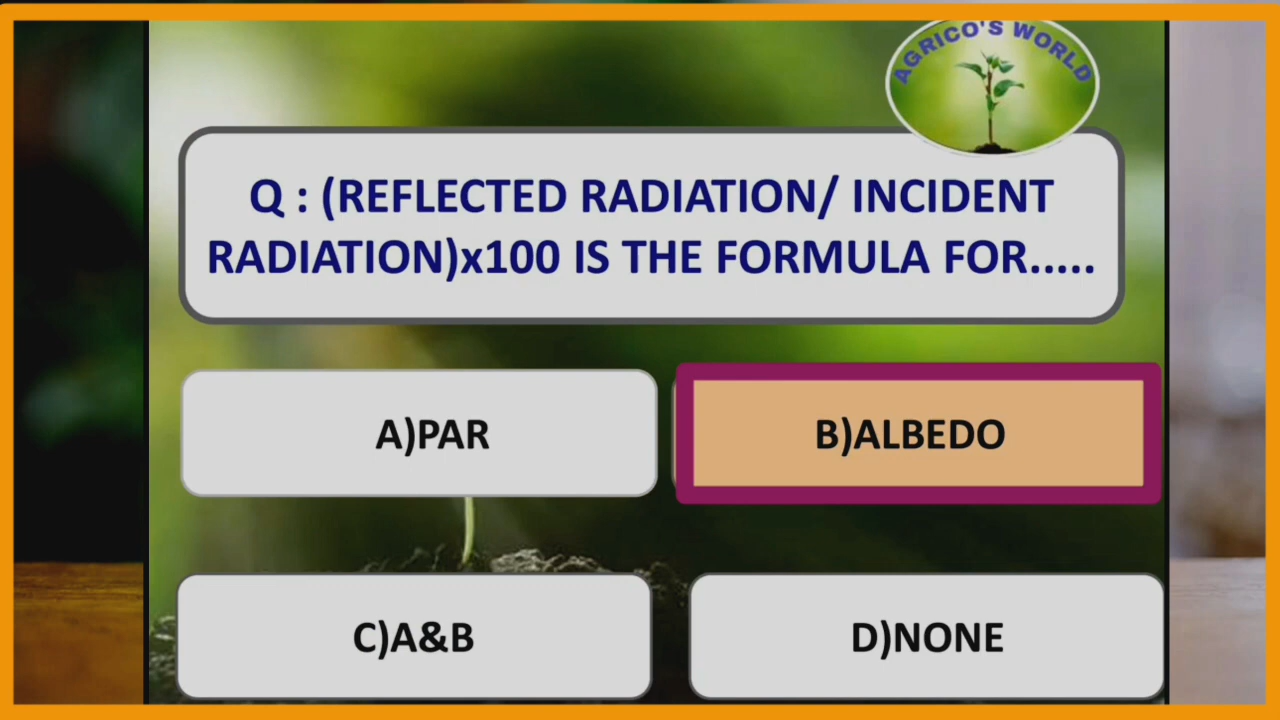 AGRICO'S WORLD
Q : (REFLECTED RADIATION/ INCIDENT
RADIATION)x100 IS THE FORMULA FOR.....
A)PAR
B)ALBEDO
C)A&B
D)NONE